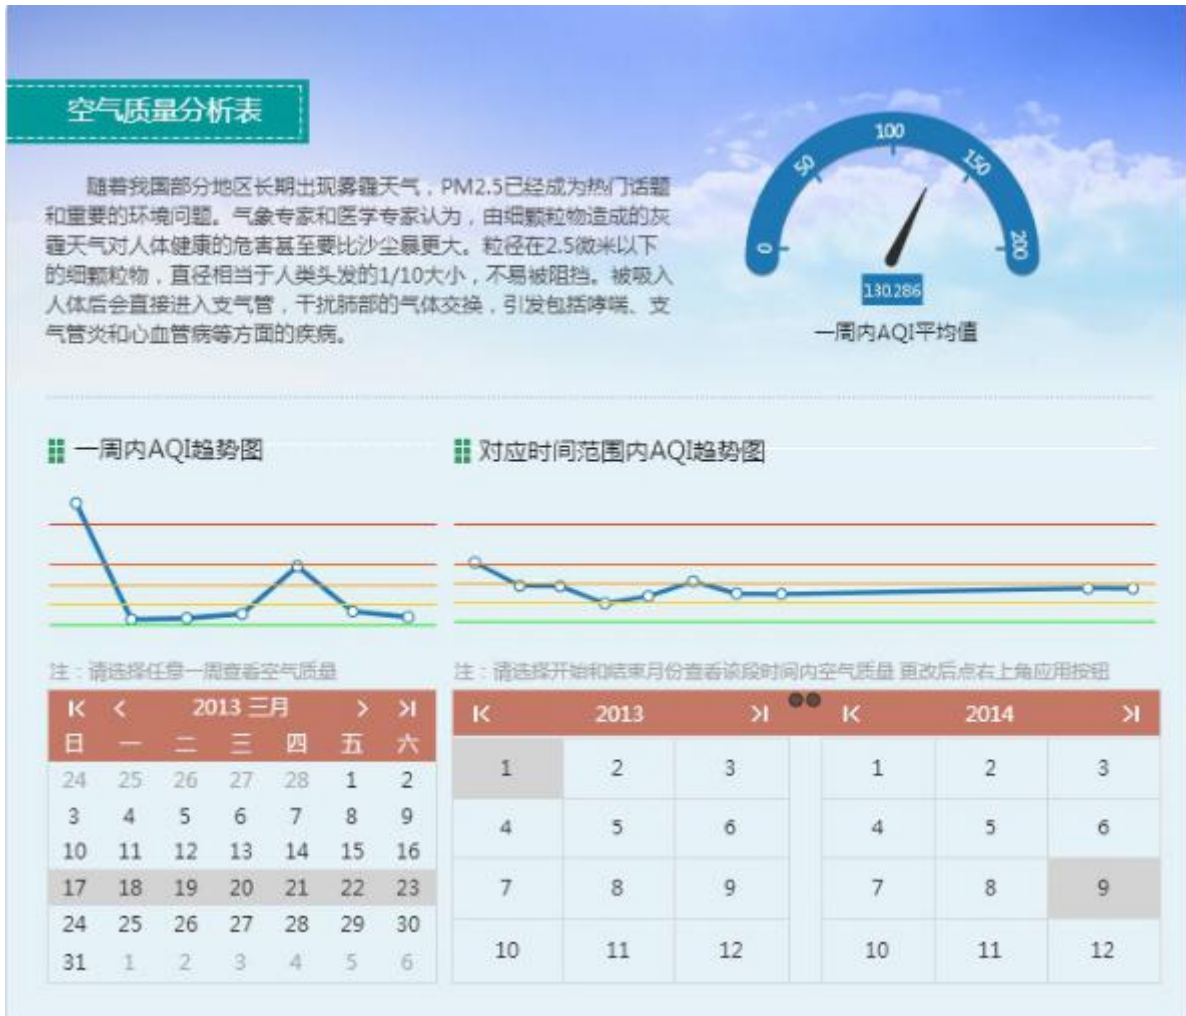 空气质量分析表
随着我国部分地区长期出现雾霾天气，PM2.5已经成为热门话题
和重要的环境问题。气象专家和医学专家认为，由细颗粒物造成的灰
霾天气对人体健康的危害甚至要比沙尘暴更大。粒径在2.5微米以下
的细颗粒物，直径相当于人类头发的1/10大小，不易被阻挡。被吸入
人体后会直接进入支气管，干扰肺部的气体交换，引发包括哮喘、支
气管炎和心血管病等方面的疾病。
0 50 100 150 200
130.286
一周内AQI平均值
一周内AQI趋势图
注：请选择任意一周查看空气质量
2013 三月
日 一 二 三 四 五 六
24 25 26 27 28 1 2
3 4 5 6 7 8 9
10 11 12 13 14 15 16
17 18 19 20 21 22 23
24 25 26 27 28 29 30
31 1 2 3 4 5 6
对应时间范围内AQI趋势图
注：请选择开始和结束月份查看该段时间内空气质量 更改后点右上角应用按钮
2013
1 2 3
4 5 6
7 8 9
10 11 12
2014
1 2 3
4 5 6
7 8 9
10 11 12